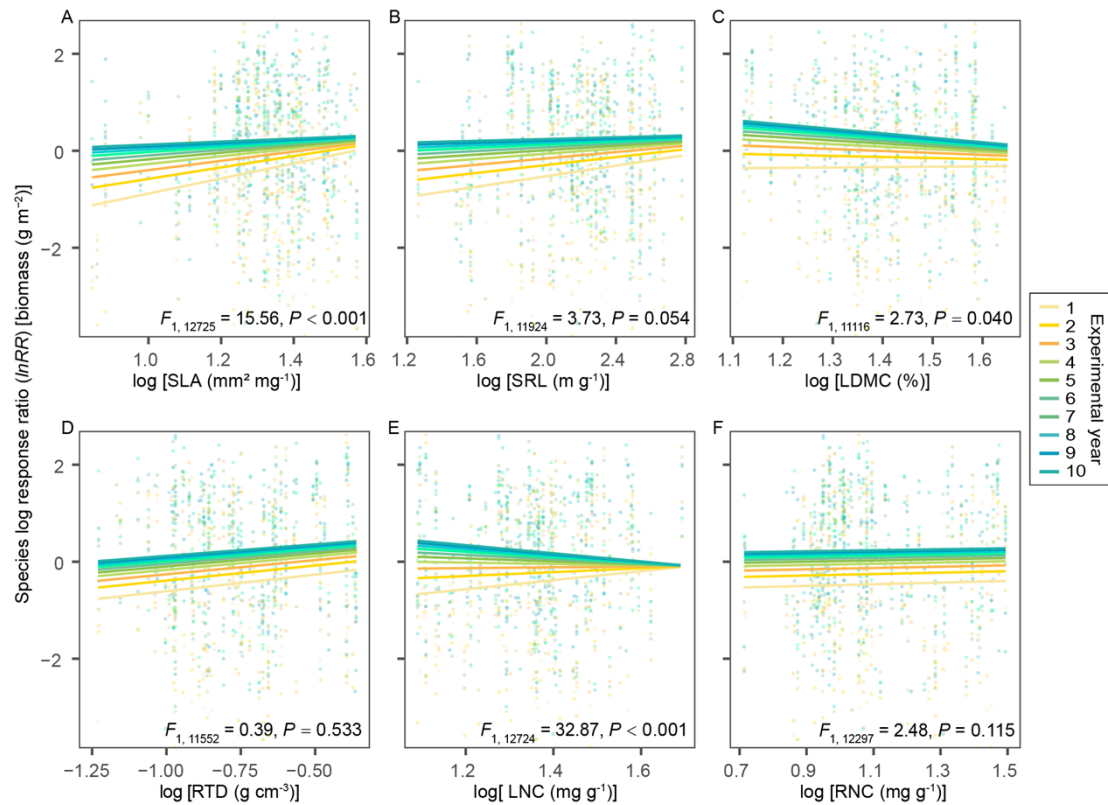 A
B
C
Species log response ratio (lnRR) [biomass (g m⁻²)]
2
0
−2
F1, 12725 = 15.56, P < 0.001
F1, 11924 = 3.73, P = 0.054
F1, 11116 = 2.73, P = 0.040
1.0 1.2 1.4 1.6
1.2 1.6 2.0 2.4 2.8
1.1 1.2 1.3 1.4 1.5 1.6
log [SLA (mm² mg⁻¹)]
log [SRL (m g⁻¹)]
log [LDMC (%)]
Experimental year
1
2
3
4
5
6
7
8
9
10
D
E
F
2
0
−2
F1, 11552 = 0.39, P = 0.533
F1, 12724 = 32.87, P < 0.001
F1, 12297 = 2.48, P = 0.115
−1.25 −1.00 −0.75 −0.50
1.2 1.4 1.6
0.7 0.9 1.1 1.3 1.5
log [RTD (g cm⁻³)]
log[ LNC (mg g⁻¹)]
log [RNC (mg g⁻¹)]